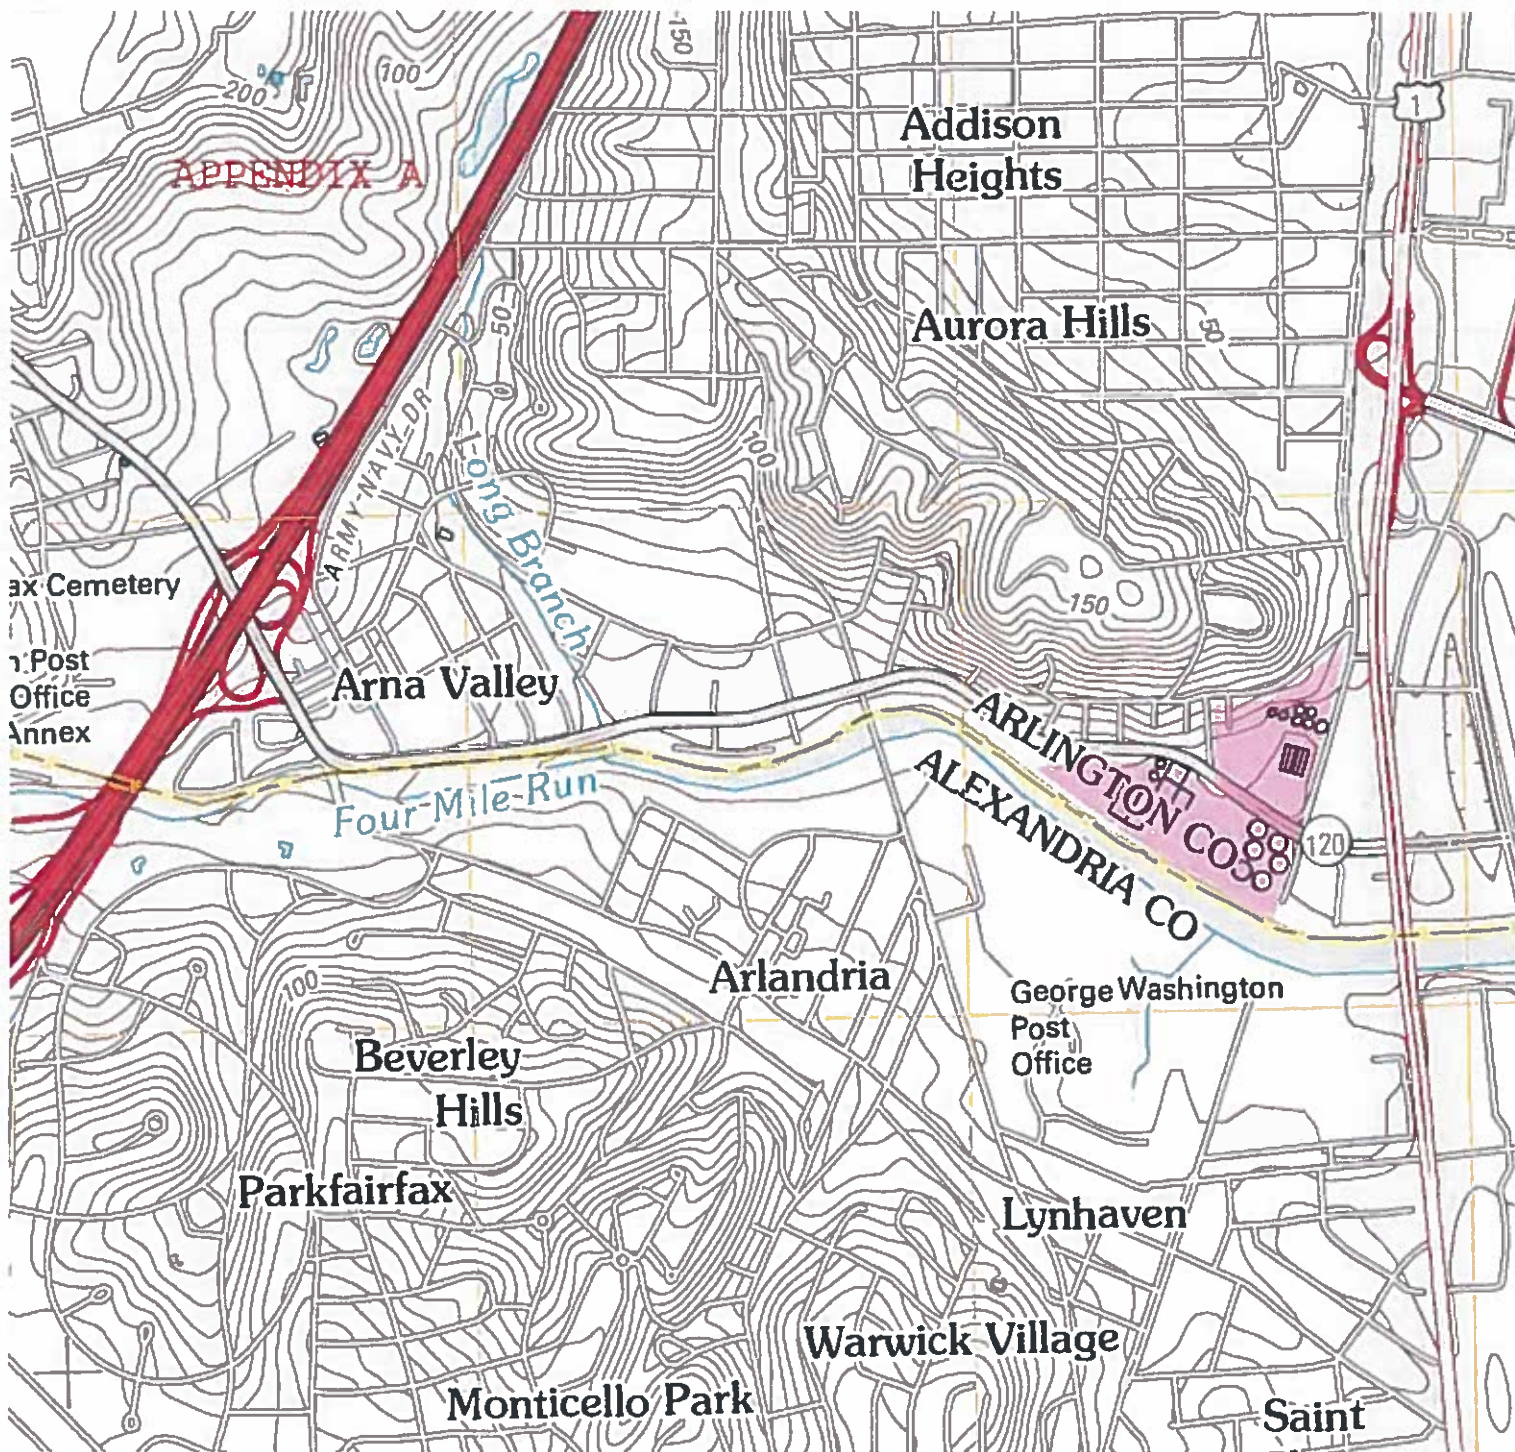 150
100
200
1
Addison
Heights
APPENDIX A
50
Aurora Hills
50
0
ARMY-NAVY DR
100
Long Branch
ax Cemetery
150
n Post
Office
Annex
Arna Valley
ARLINGTON CO
ALEXANDRIA CO
Four Mile Run
120
Arlandria
100
George Washington
Post
Office
Beverley
Hills
Parkfairfax
Lynhaven
Warwick Village
Monticello Park
Saint